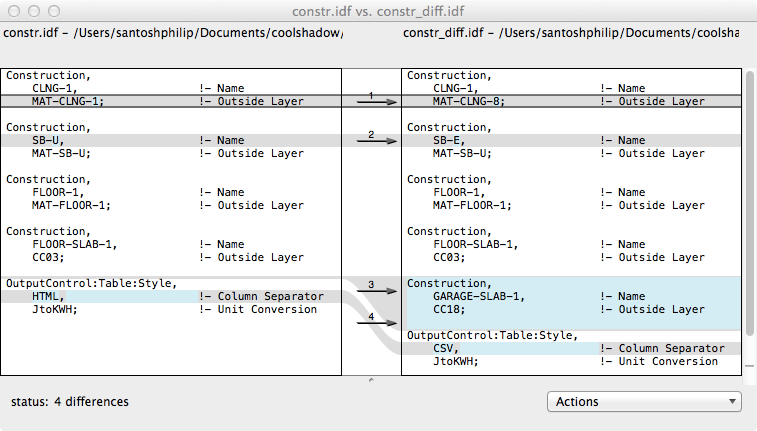 constr.idf vs. constr_diff.idf
constr.idf – /Users/santoshphilip/Documents/coolshadow/
constr_diff.idf – /Users/santoshphilip/Documents/coolsha
Construction,
CLNG-1, !- Name
MAT-CLNG-1; !- Outside Layer
Construction,
SB-U, !- Name
MAT-SB-U; !- Outside Layer
Construction,
FLOOR-1, !- Name
MAT-FLOOR-1; !- Outside Layer
Construction,
FLOOR-SLAB-1, !- Name
CC03; !- Outside Layer
OutputControl:Table:Style,
HTML, !- Column Separator
JtoKWH; !- Unit Conversion
1
2
3
4
Construction,
CLNG-1, !- Name
MAT-CLNG-8; !- Outside Layer
Construction,
SB-E, !- Name
MAT-SB-U; !- Outside Layer
Construction,
FLOOR-1, !- Name
MAT-FLOOR-1; !- Outside Layer
Construction,
FLOOR-SLAB-1, !- Name
CC03; !- Outside Layer
Construction,
GARAGE-SLAB-1, !- Name
CC18; !- Outside Layer
OutputControl:Table:Style,
CSV, !- Column Separator
JtoKWH; !- Unit Conversion
status: 4 differences
Actions